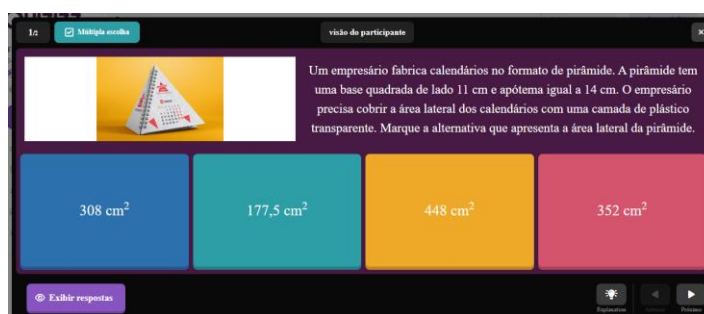 1/2
Múltipla escolha
visão do participante
Um empresário fabrica calendários no formato de pirâmide. A pirâmide tem
uma base quadrada de lado 11 cm e apótema igual a 14 cm. O empresário
precisa cobrir a área lateral dos calendários com uma camada de plástico
transparente. Marque a alternativa que apresenta a área lateral da pirâmide.
308 cm²
177,5 cm²
448 cm²
352 cm²
Exibir respostas
Explanation
Próximo